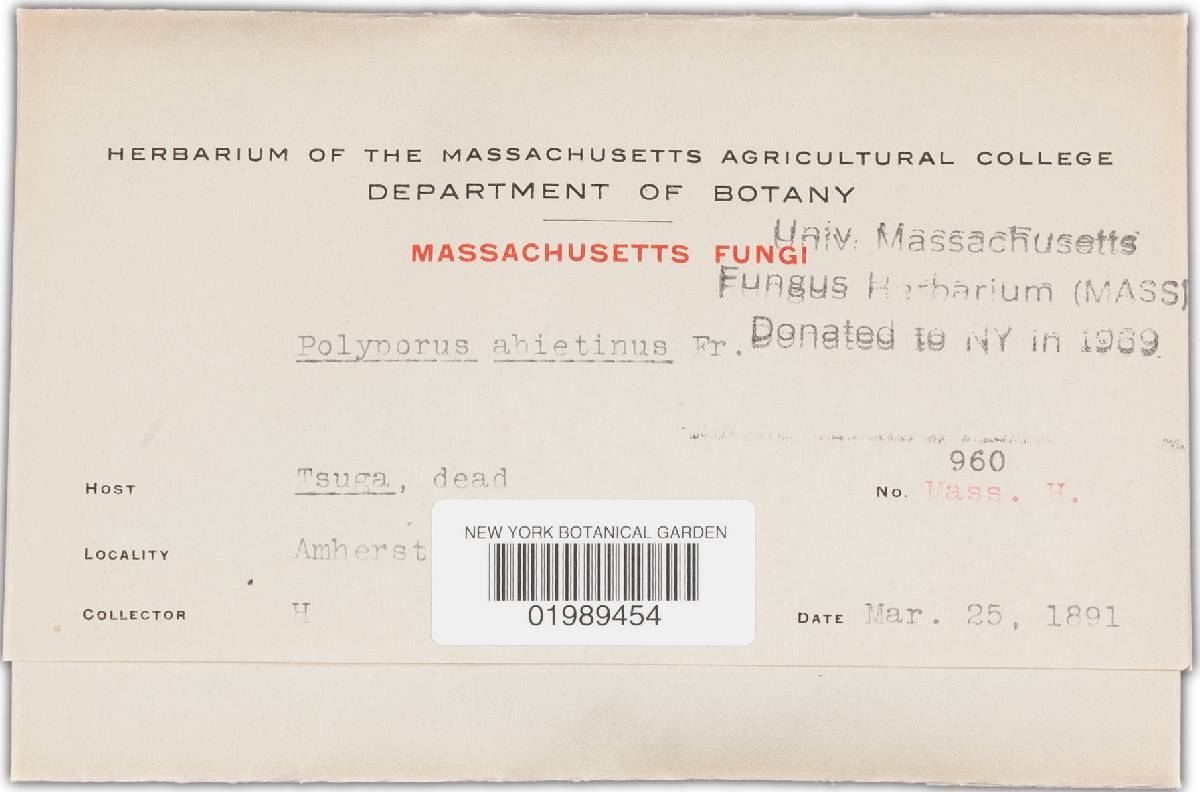 HERBARIUM OF THE MASSACHUSETTS AGRICULTURAL COLLEGE
DEPARTMENT OF BOTANY
MASSACHUSETTS FUNGI
Univ. Massachusetts
Fungus Herbarium (MASS)
Donated to NY in 1969
Polyporus abietinus Fr.
960
HOST Tsuga, dead
NO. Mass. H.
LOCALITY Amherst
NEW YORK BOTANICAL GARDEN
01989454
COLLECTOR H
DATE Mar. 25, 1891